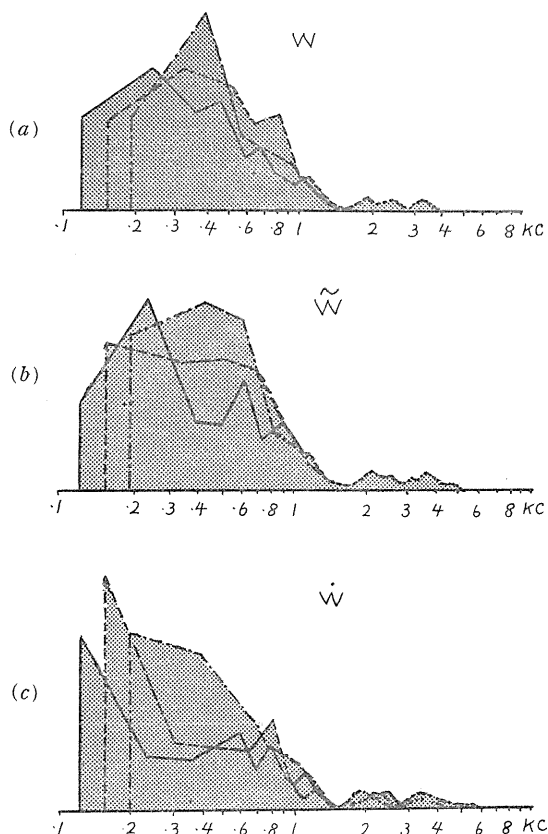 W
(a)
.1 .2 .3 .4 .6 .8 1 2 3 4 6 8 KC
W̃
(b)
.1 .2 .3 .4 .6 .8 1 2 3 4 6 8 KC
Ẇ
(c)
.1 .2 .3 .4 .6 .8 1 2 3 4 6 8 KC